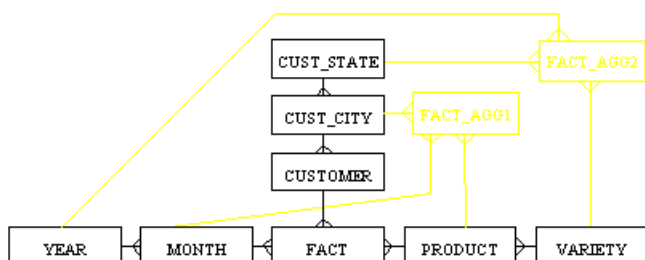 CUST_STATE
FACT_AGG2
CUST_CITY
FACT_AGG1
CUSTOMER
YEAR
MONTH
FACT
PRODUCT
VARIETY